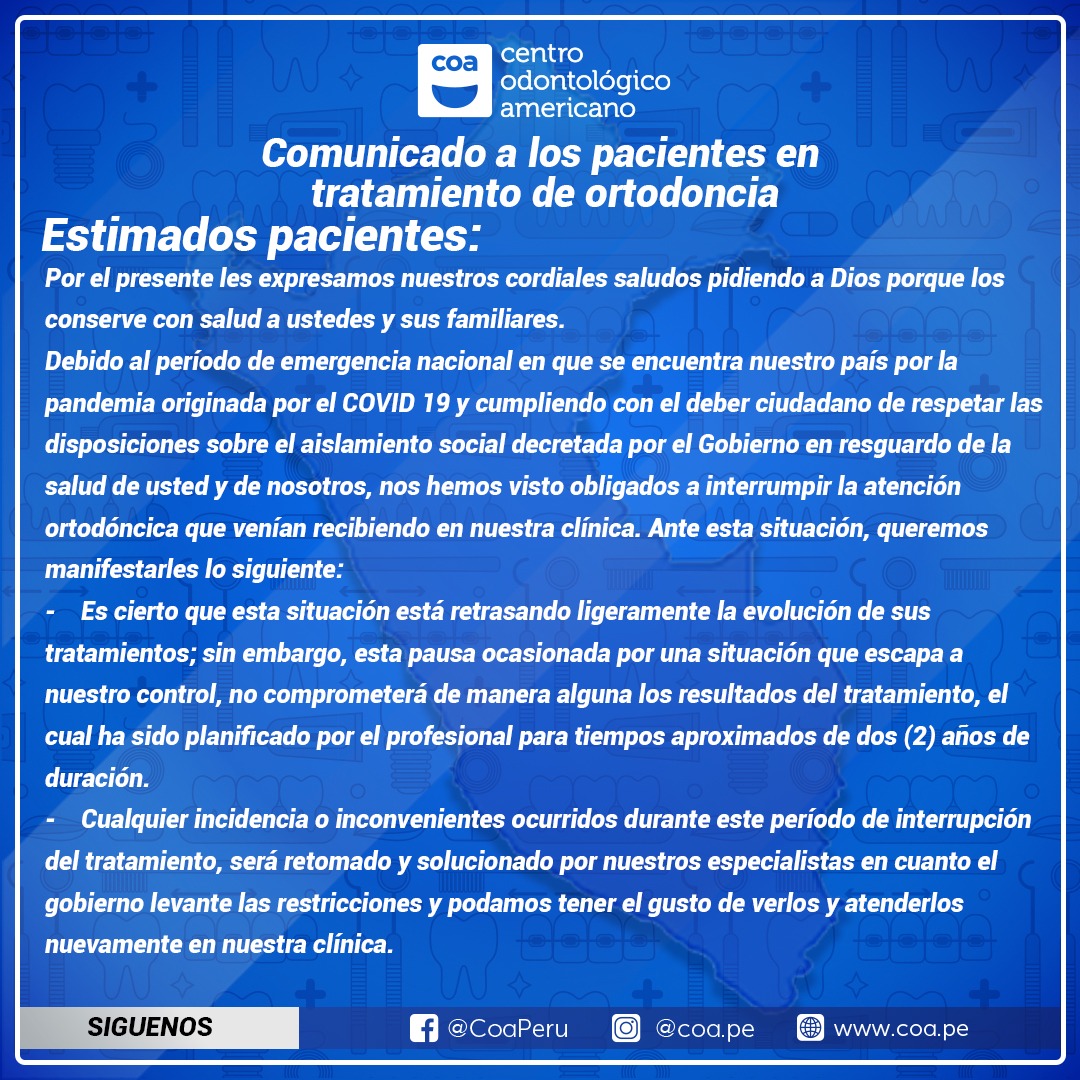 coa
centro
odontológico
americano
Comunicado a los pacientes en
tratamiento de ortodoncia
Estimados pacientes:
Por el presente les expresamos nuestros cordiales saludos pidiendo a Dios porque los
conserve con salud a ustedes y sus familiares.
Debido al período de emergencia nacional en que se encuentra nuestro país por la
pandemia originada por el COVID 19 y cumpliendo con el deber ciudadano de respetar las
disposiciones sobre el aislamiento social decretada por el Gobierno en resguardo de la
salud de usted y de nosotros, nos hemos visto obligados a interrumpir la atención
ortodóncica que venían recibiendo en nuestra clínica. Ante esta situación, queremos
manifestarles lo siguiente:
- Es cierto que esta situación está retrasando ligeramente la evolución de sus
tratamientos; sin embargo, esta pausa ocasionada por una situación que escapa a
nuestro control, no comprometerá de manera alguna los resultados del tratamiento, el
cual ha sido planificado por el profesional para tiempos aproximados de dos (2) años de
duración.
- Cualquier incidencia o inconvenientes ocurridos durante este período de interrupción
del tratamiento, será retomado y solucionado por nuestros especialistas en cuanto el
gobierno levante las restricciones y podamos tener el gusto de verlos y atenderlos
nuevamente en nuestra clínica.
SIGUENOS
@CoaPeru
@coa.pe
www.coa.pe